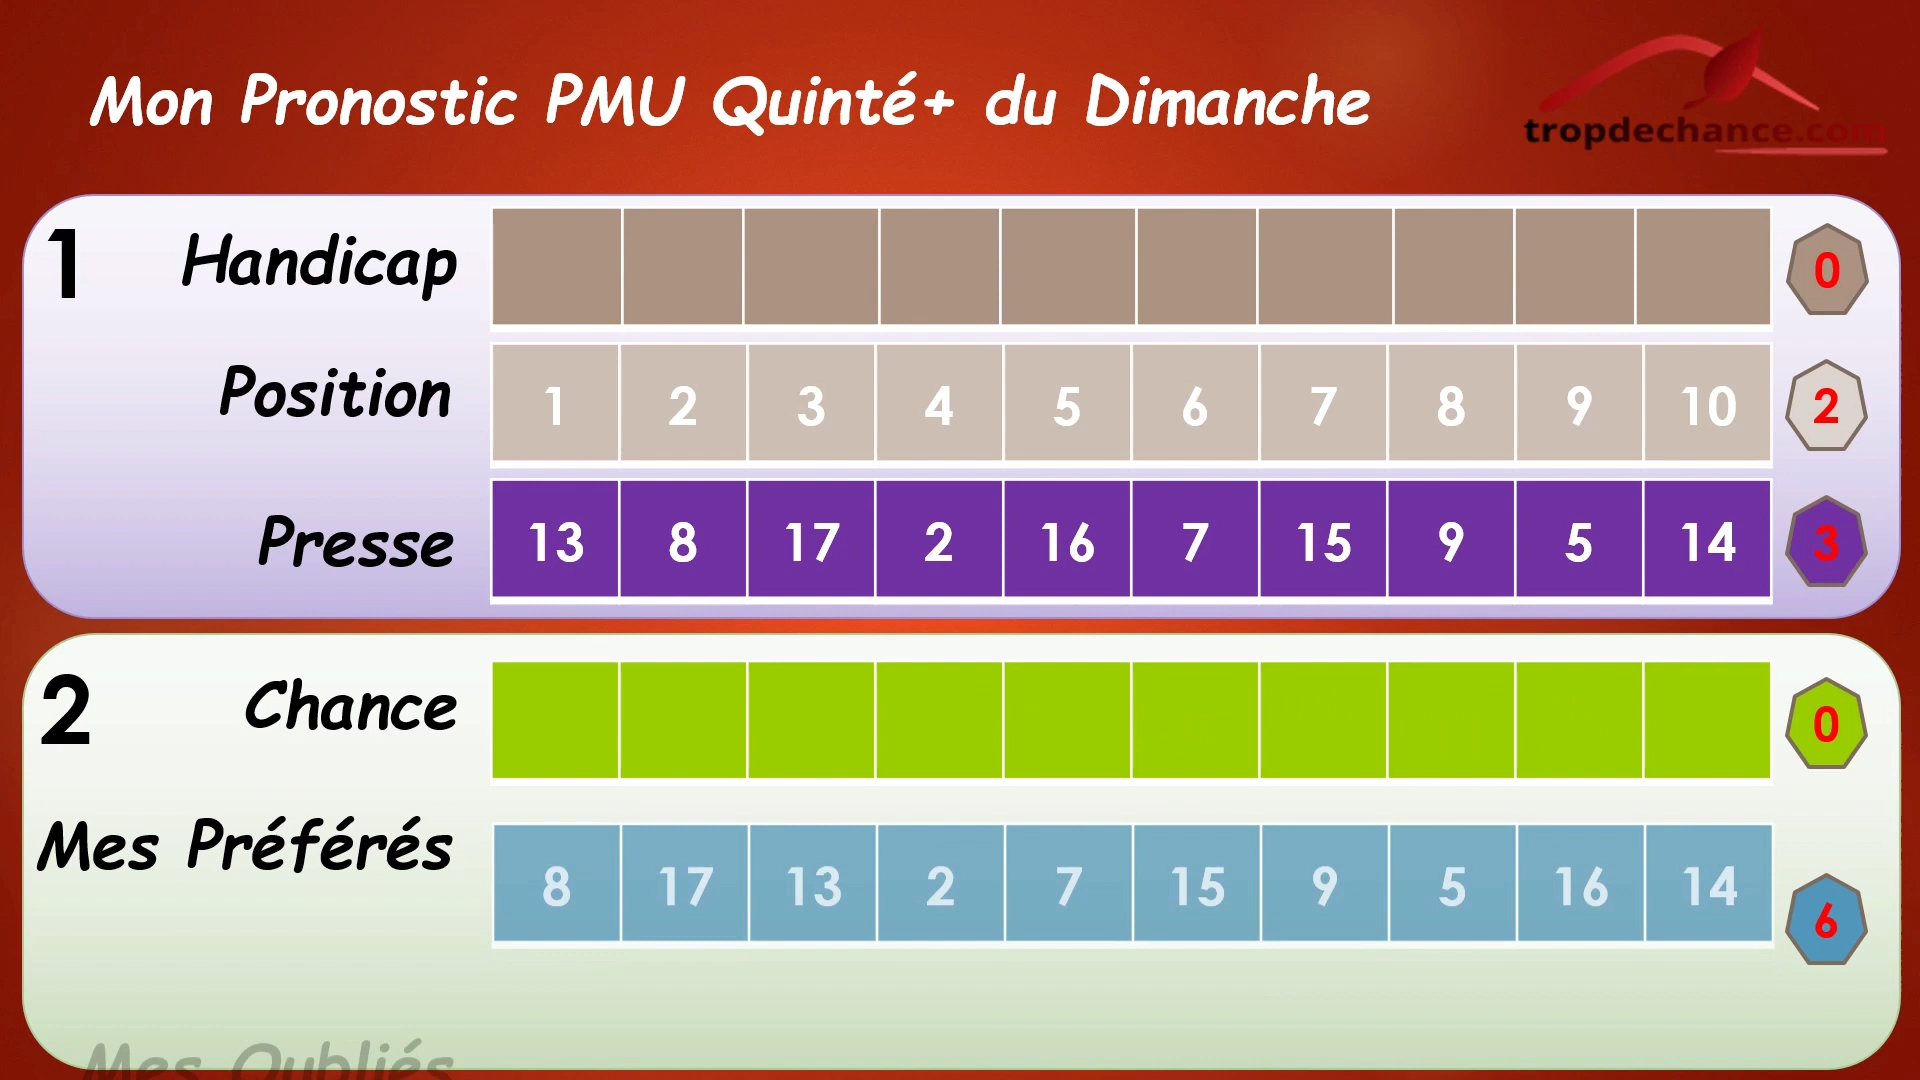 Mon Pronostic PMU Quinté+ du Dimanche
tropdechance.com
1 Handicap 0
Position 1 2 3 4 5 6 7 8 9 10 2
Presse 13 8 17 2 16 7 15 9 5 14 3
2 Chance 0
Mes Préférés 8 17 13 2 7 15 9 5 16 14 6
Mes Oubliés